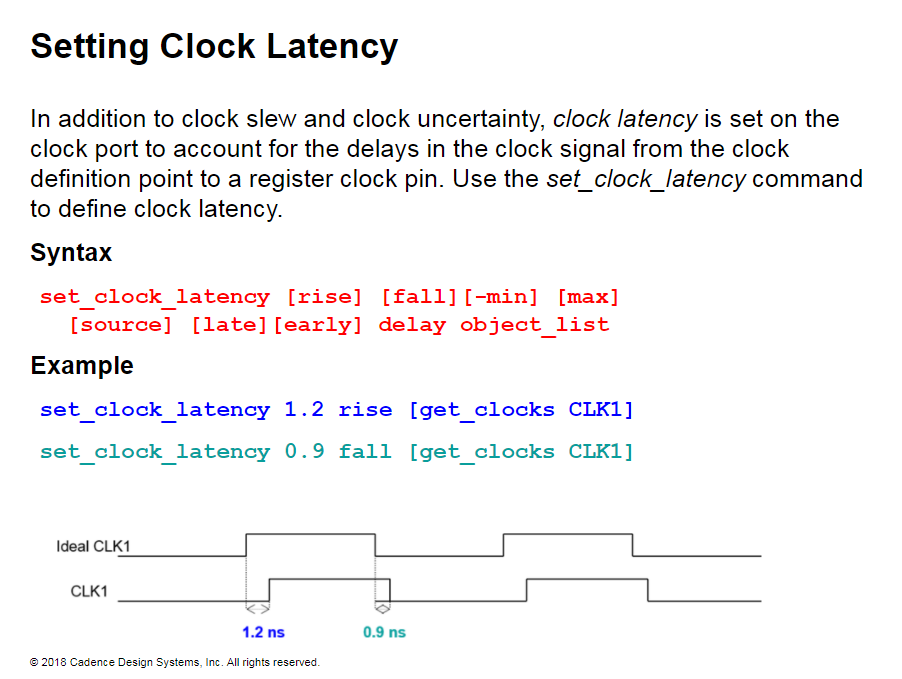 Setting Clock Latency
In addition to clock slew and clock uncertainty, clock latency is set on the
clock port to account for the delays in the clock signal from the clock
definition point to a register clock pin. Use the set_clock_latency command
to define clock latency.
Syntax
set_clock_latency [rise] [fall][-min] [max]
[source] [late][early] delay object_list
Example
set_clock_latency 1.2 rise [get_clocks CLK1]
set_clock_latency 0.9 fall [get_clocks CLK1]
Ideal CLK1
CLK1
1.2 ns 0.9 ns
© 2018 Cadence Design Systems, Inc. All rights reserved.